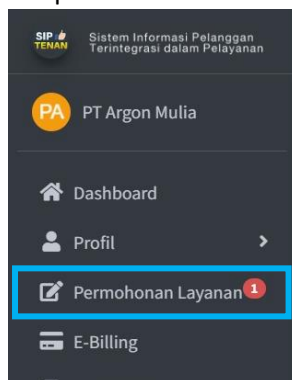 SIP
TENAN
Sistem Informasi Pelanggan
Terintegrasi dalam Pelayanan
PA PT Argon Mulia
Dashboard
Profil
Permohonan Layanan 1
E-Billing